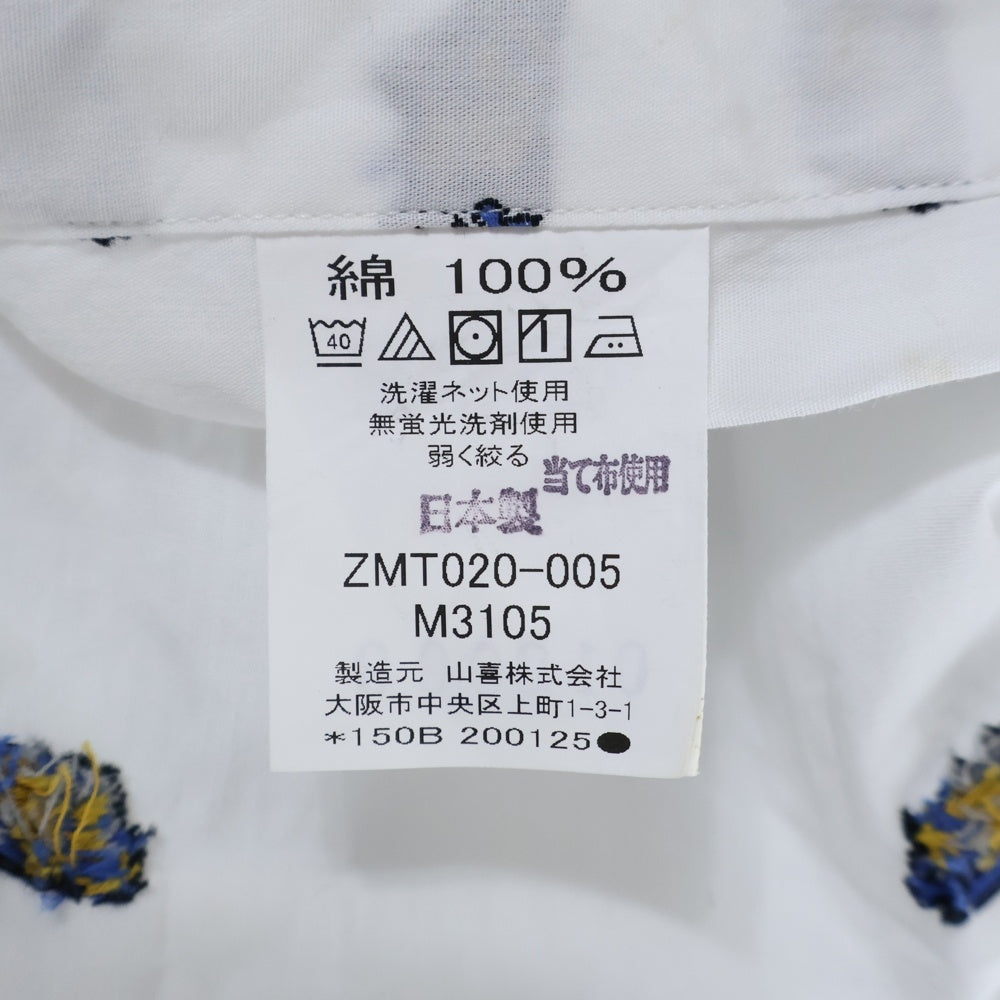 綿 100%
40
洗濯ネット使用
無蛍光洗剤使用
弱く絞る
当て布使用
日本製
ZMT020-005
M3105
製造元 山喜株式会社
大阪市中央区上町1-3-1
*150B 200125●